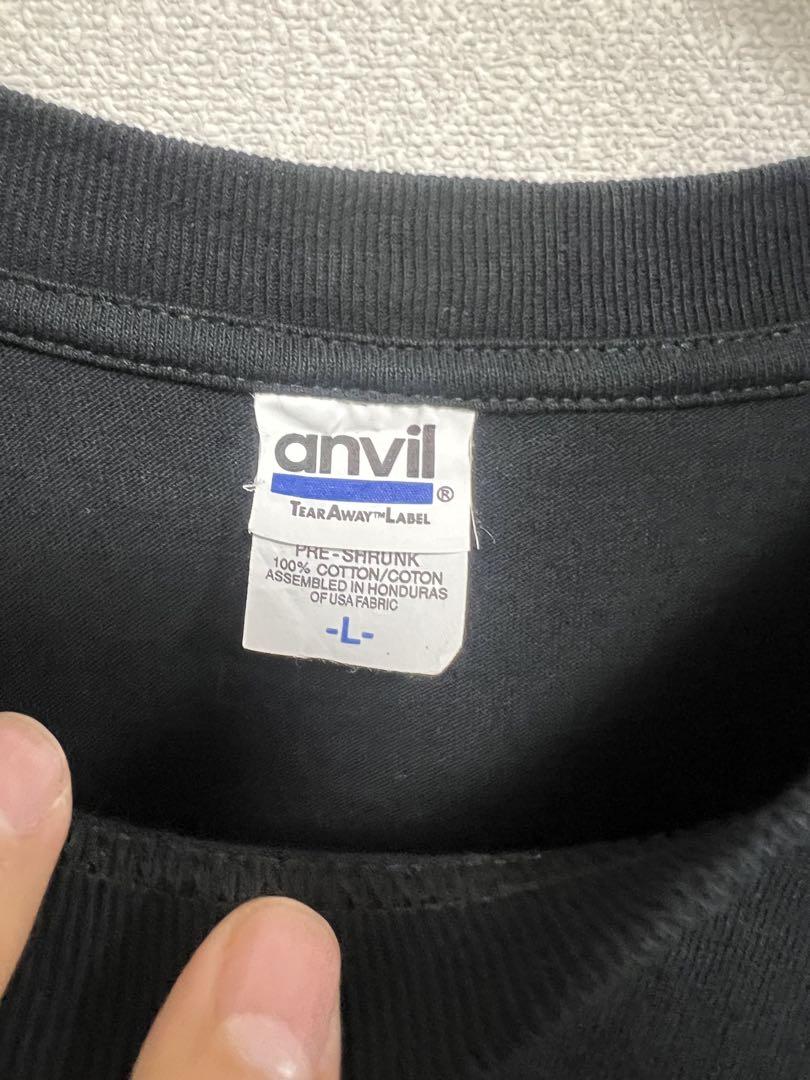 anvil®
TEARAWAY™LABEL
PRE-SHRUNK
100% COTTON/COTON
ASSEMBLED IN HONDURAS
OF USA FABRIC
-L-